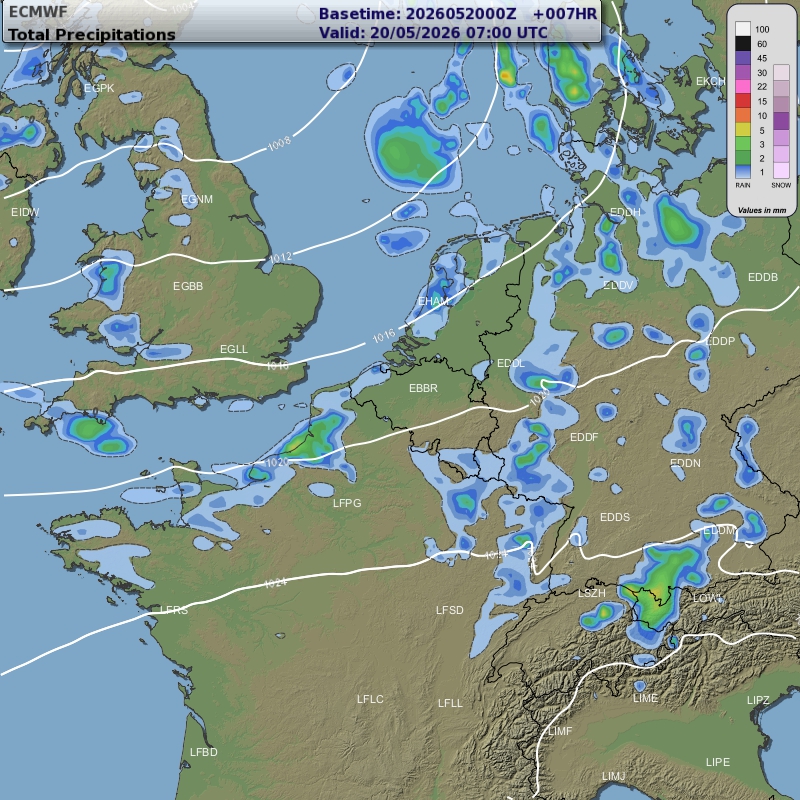 ECMWF
Basetime: 2026052000Z +007HR
Total Precipitations
Valid: 20/05/2026 07:00 UTC
100
60
45
30
22
15
10
5
3
2
1
RAIN SNOW
Values in mm
EGPK
EKCH
1008
EIDW
EGNM
EDDH
1012
EGBB
EHAM
EDDV
EDDB
1016
EGLL
EDDP
1016
EDDL
EBBR
EDDF
1020
EDDN
LFPG
EDDS
EDDM
1024
LFRS
LFSD
LSZH
LOWI
LFLC
LFLL
LIME
LIPZ
LIMF
LFBD
LIPE
LIMJ